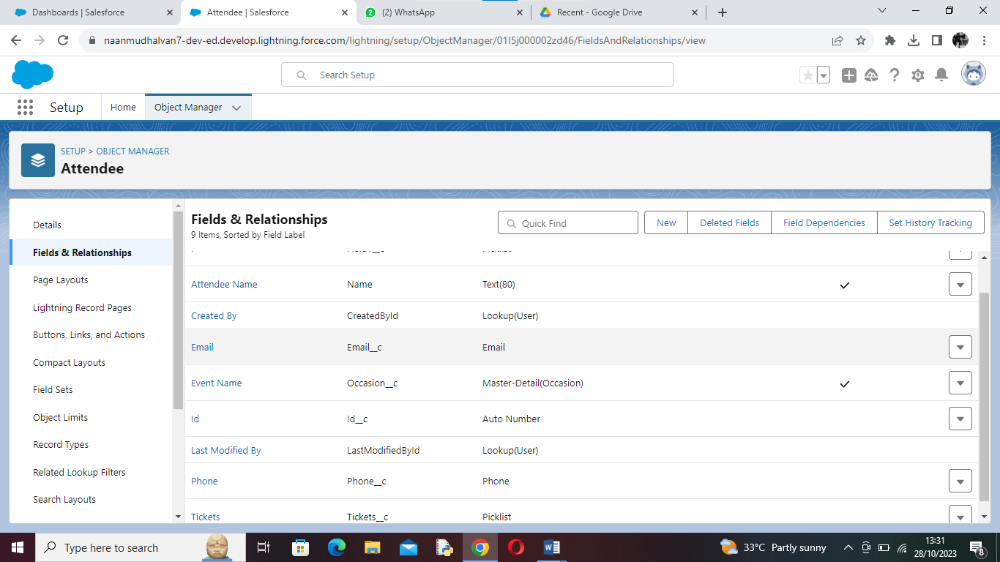 Dashboards | Salesforce
Attendee | Salesforce
2
(2) WhatsApp
Recent - Google Drive
naanmudhalvan7-dev-ed.develop.lightning.force.com/lightning/setup/ObjectManager/01I5j000002zd46/FieldsAndRelationships/view
Search Setup
Setup
Home
Object Manager
SETUP > OBJECT MANAGER
Attendee
Details
Fields & Relationships
Page Layouts
Lightning Record Pages
Buttons, Links, and Actions
Compact Layouts
Field Sets
Object Limits
Record Types
Related Lookup Filters
Search Layouts
Fields & Relationships
9 Items, Sorted by Field Label
Quick Find
New
Deleted Fields
Field Dependencies
Set History Tracking
Attendee Name Name Text(80)
Created By CreatedById Lookup(User)
Email Email__c Email
Event Name Occasion__c Master-Detail(Occasion)
Id Id__c Auto Number
Last Modified By LastModifiedById Lookup(User)
Phone Phone__c Phone
Tickets Tickets__c Picklist
Type here to search
33°C Partly sunny
13:31
28/10/2023
8